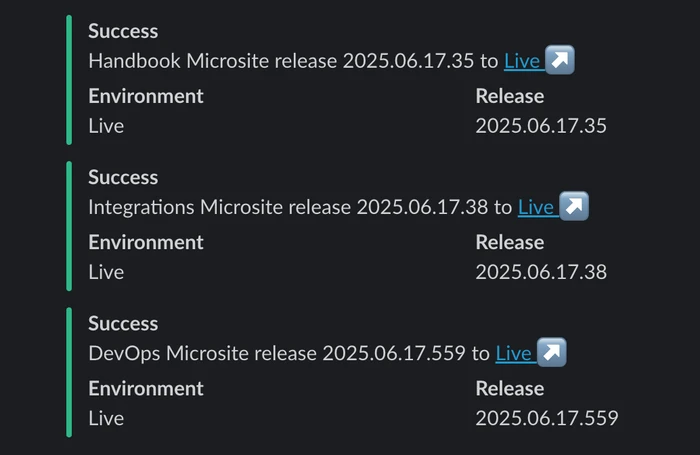 Success
Handbook Microsite release 2025.06.17.35 to Live ↗
Environment Release
Live 2025.06.17.35
Success
Integrations Microsite release 2025.06.17.38 to Live ↗
Environment Release
Live 2025.06.17.38
Success
DevOps Microsite release 2025.06.17.559 to Live ↗
Environment Release
Live 2025.06.17.559